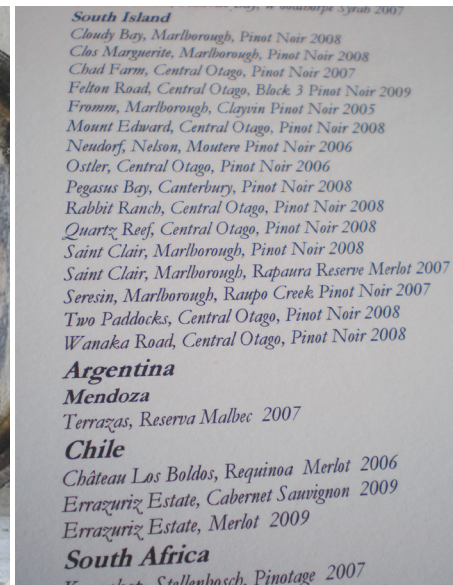 Syrah 2007
South Island
Cloudy Bay, Marlborough, Pinot Noir 2008
Clos Marguerite, Marlborough, Pinot Noir 2008
Chad Farm, Central Otago, Pinot Noir 2007
Felton Road, Central Otago, Block 3 Pinot Noir 2009
Fromm, Marlborough, Clayvin Pinot Noir 2005
Mount Edward, Central Otago, Pinot Noir 2008
Neudorf, Nelson, Moutere Pinot Noir 2006
Ostler, Central Otago, Pinot Noir 2006
Pegasus Bay, Canterbury, Pinot Noir 2008
Rabbit Ranch, Central Otago, Pinot Noir 2008
Quartz Reef, Central Otago, Pinot Noir 2008
Saint Clair, Marlborough, Pinot Noir 2008
Saint Clair, Marlborough, Rapaura Reserve Merlot 2007
Seresin, Marlborough, Raupo Creek Pinot Noir 2007
Two Paddocks, Central Otago, Pinot Noir 2008
Wanaka Road, Central Otago, Pinot Noir 2008
Argentina
Mendoza
Terrazas, Reserva Malbec 2007
Chile
Château Los Boldos, Requinoa Merlot 2006
Errazuriz Estate, Cabernet Sauvignon 2009
Errazuriz Estate, Merlot 2009
South Africa
Stellenbosch, Pinotage 2007